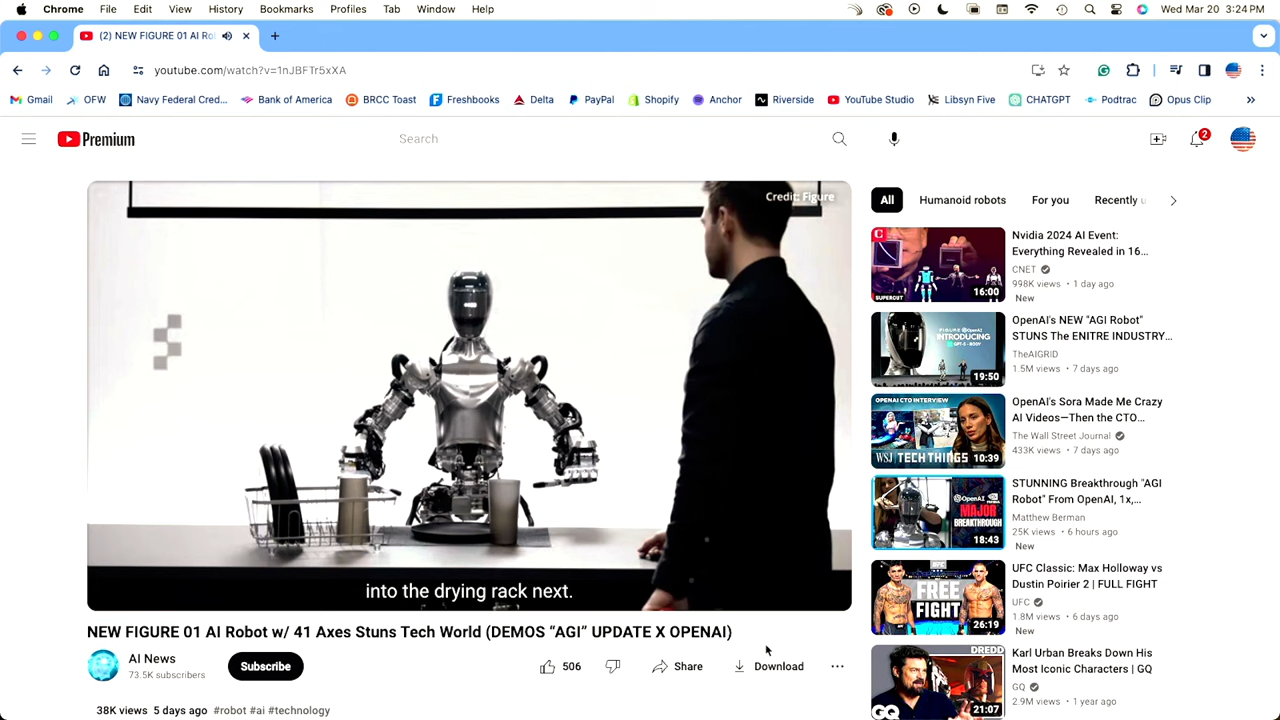 Chrome File Edit View History Bookmarks Profiles Tab Window Help Wed Mar 20 3:24 PM
(2) NEW FIGURE 01 AI Ro
youtube.com/watch?v=1nJBFTr5xXA
Gmail OFW Navy Federal Cred... Bank of America BRCC Toast Freshbooks Delta PayPal Shopify Anchor Riverside YouTube Studio Libsyn Five CHATGPT Podtrac Opus Clip
Premium
Search
2
Credit: Figure
into the drying rack next.
NEW FIGURE 01 AI Robot w/ 41 Axes Stuns Tech World (DEMOS “AGI” UPDATE X OPENAI)
AI News
73.5K subscribers
Subscribe
506
Share
Download
38K views 5 days ago #robot #ai #technology
All Humanoid robots For you Recently
C
SUPERCUT
16:00
Nvidia 2024 AI Event:
Everything Revealed in 16...
CNET
998K views • 1 day ago
New
FIGURE OpenAI
INTRODUCING
19:50
OpenAI's NEW "AGI Robot"
STUNS The ENITRE INDUSTRY...
TheAIGRID
1.5M views • 7 days ago
OPENAI CTO INTERVIEW
WSJ TECH THINGS
10:39
OpenAI's Sora Made Me Crazy
AI Videos—Then the CTO...
The Wall Street Journal
433K views • 7 days ago
OpenAI
MAJOR
BREAKTHROUGH
18:43
STUNNING Breakthrough "AGI
Robot" From OpenAI, 1x,...
Matthew Berman
25K views • 6 hours ago
New
FREE
FIGHT
26:19
UFC Classic: Max Holloway vs
Dustin Poirier 2 | FULL FIGHT
UFC
1.8M views • 6 days ago
New
DREDD
GQ
21:07
Karl Urban Breaks Down His
Most Iconic Characters | GQ
GQ
2.9M views • 1 year ago